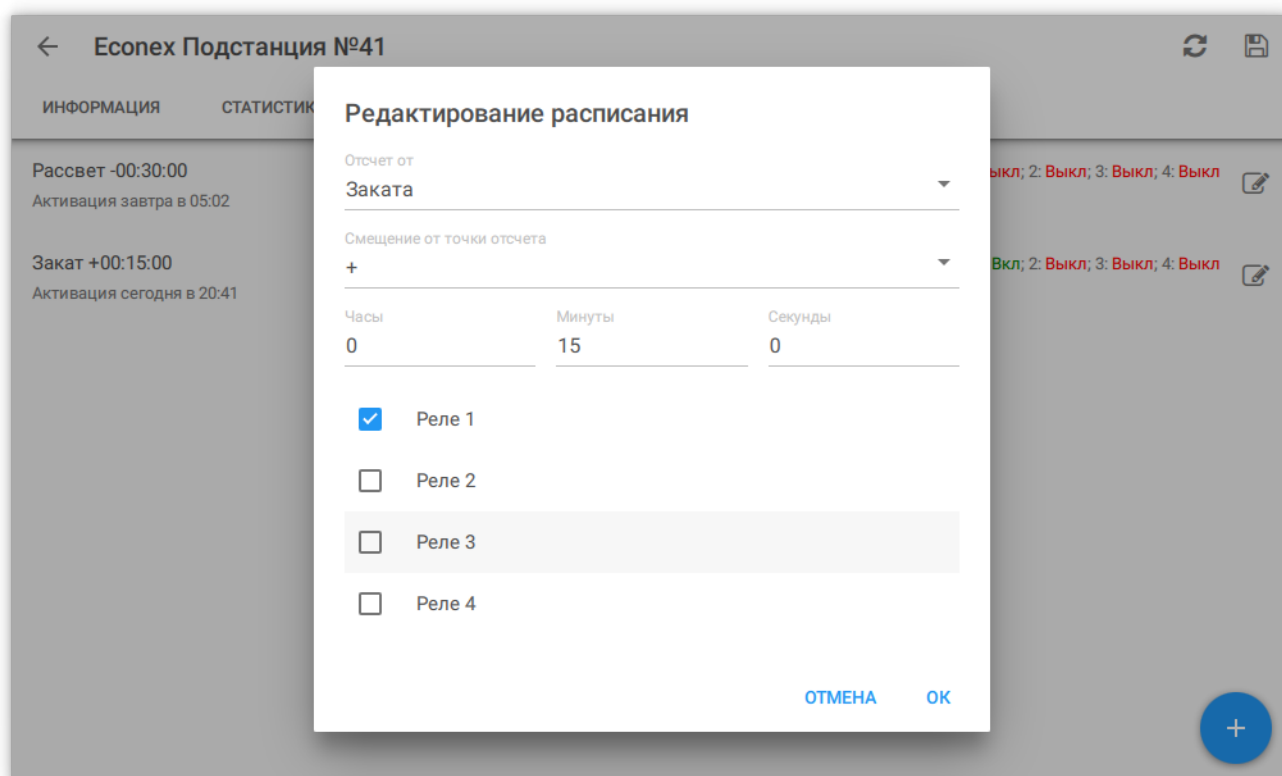 Econex Подстанция №41
ИНФОРМАЦИЯ
СТАТИСТИК
Рассвет -00:30:00
Активация завтра в 05:02
ыкл; 2: Выкл; 3: Выкл; 4: Выкл
Закат +00:15:00
Активация сегодня в 20:41
Вкл; 2: Выкл; 3: Выкл; 4: Выкл
Редактирование расписания
Отсчет от
Заката
Смещение от точки отсчета
+
Часы Минуты Секунды
0 15 0
Реле 1
Реле 2
Реле 3
Реле 4
ОТМЕНА ОК
+